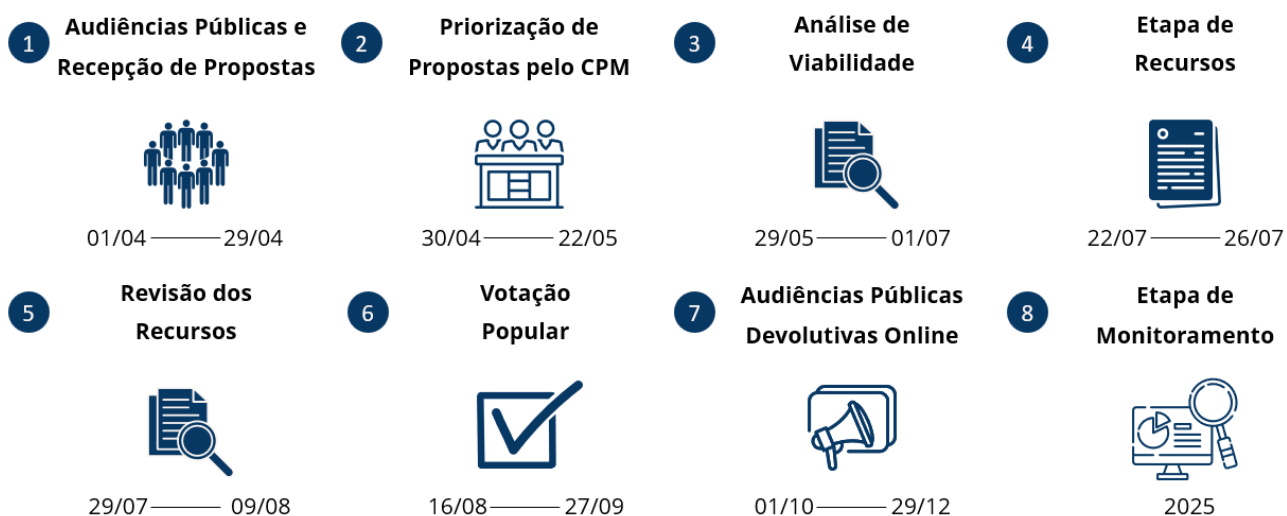 1
Audiências Públicas e
Recepção de Propostas
01/04 29/04
2
Priorização de
Propostas pelo CPM
30/04 22/05
3
Análise de
Viabilidade
29/05 01/07
4
Etapa de
Recursos
22/07 26/07
5
Revisão dos
Recursos
29/07 09/08
6
Votação
Popular
16/08 27/09
7
Audiências Públicas
Devolutivas Online
01/10 29/12
8
Etapa de
Monitoramento
2025